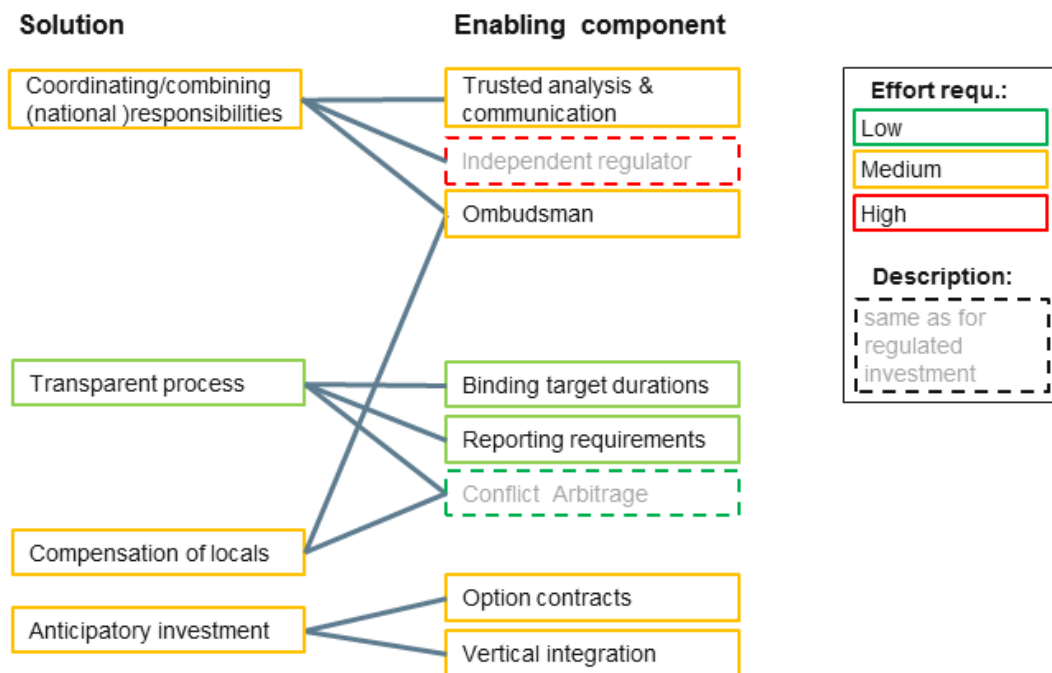 Solution
Enabling component
Coordinating/combining
(national )responsibilities
Trusted analysis &
communication
Independent regulator
Ombudsman
Transparent process
Binding target durations
Reporting requirements
Conflict Arbitrage
Compensation of locals
Anticipatory investment
Option contracts
Vertical integration
Effort requ.:
Low
Medium
High
Description:
same as for
regulated
investment